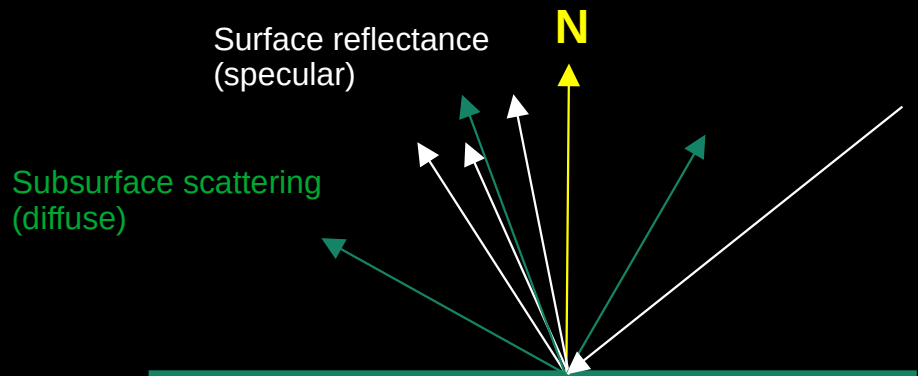 Surface reflectance
(specular)
N
Subsurface scattering
(diffuse)